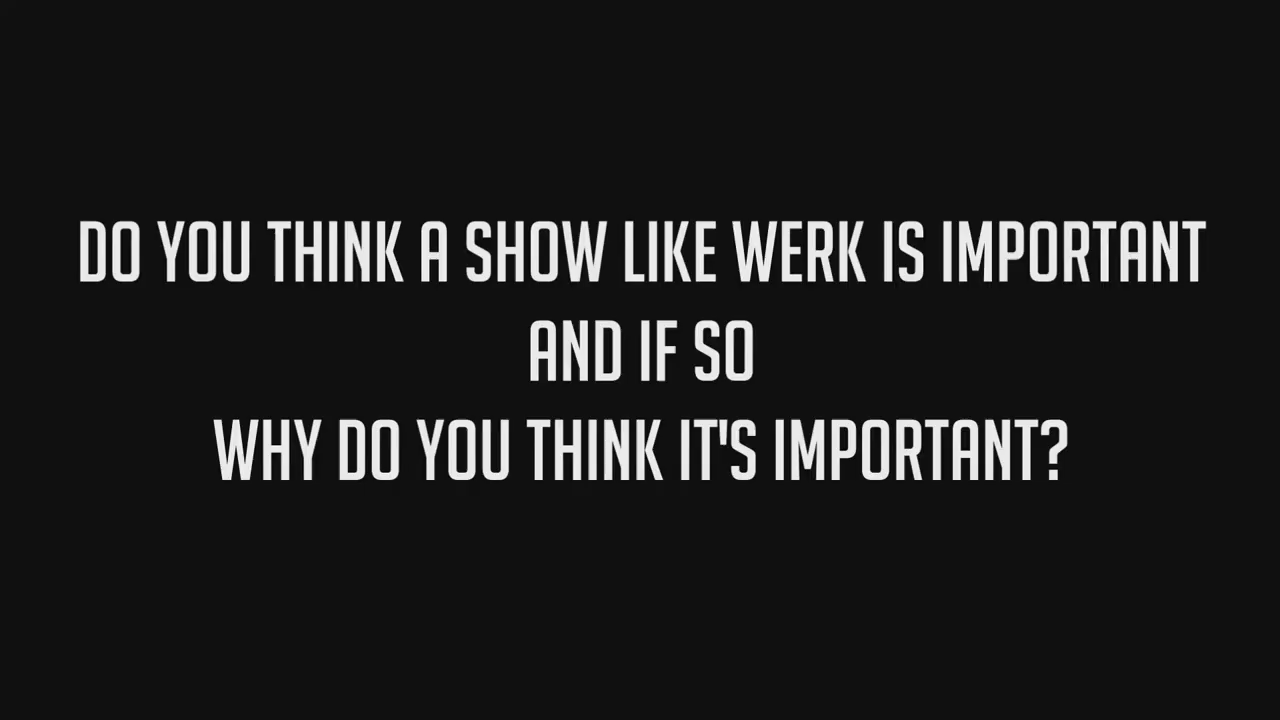 DO YOU THINK A SHOW LIKE WERK IS IMPORTANT
AND IF SO
WHY DO YOU THINK IT'S IMPORTANT?